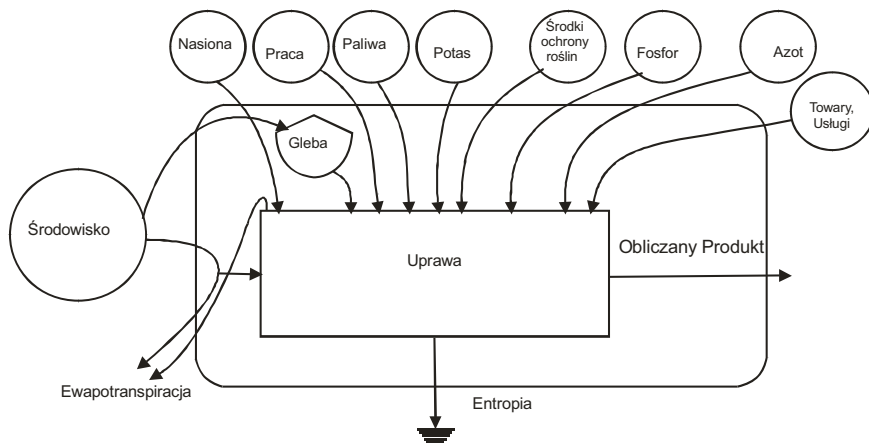 Nasiona
Praca
Paliwa
Potas
Środki
ochrony
roślin
Fosfor
Azot
Towary,
Usługi
Gleba
Środowisko
Uprawa
Obliczany Produkt
Ewapotranspiracja
Entropia